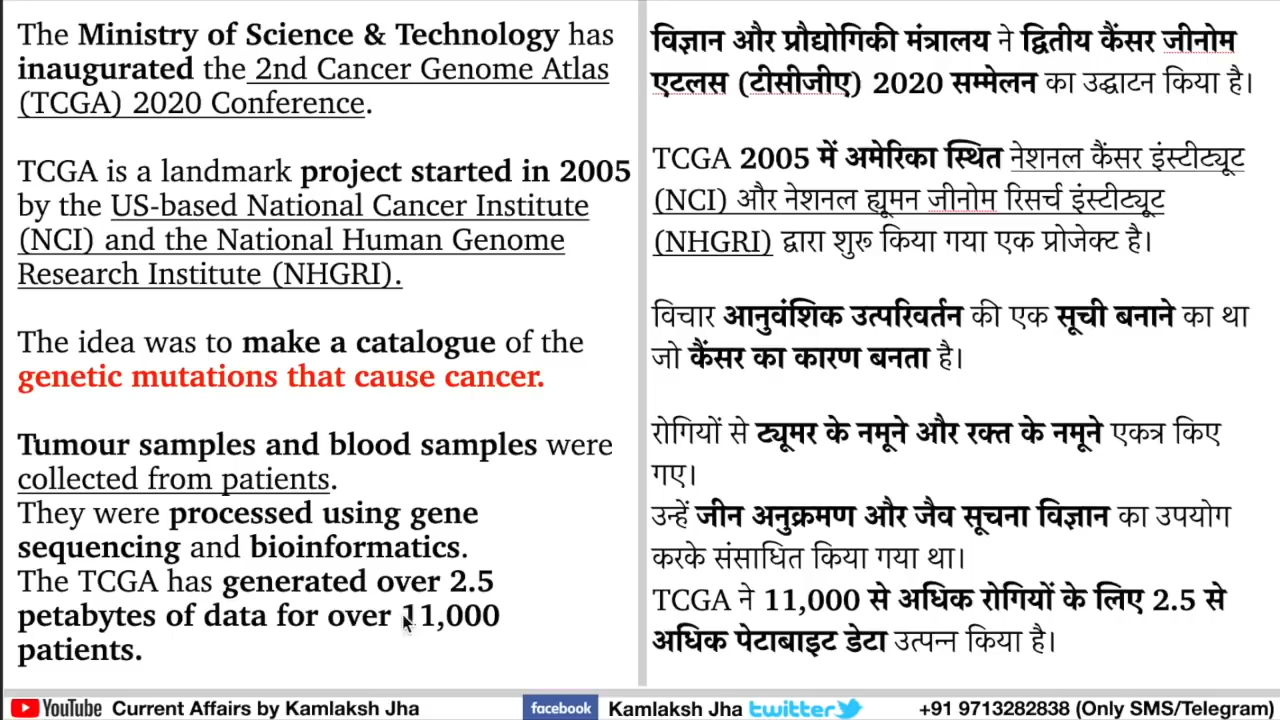 The Ministry of Science & Technology has
inaugurated the 2nd Cancer Genome Atlas
(TCGA) 2020 Conference.
TCGA is a landmark project started in 2005
by the US-based National Cancer Institute
(NCI) and the National Human Genome
Research Institute (NHGRI).
The idea was to make a catalogue of the
genetic mutations that cause cancer.
Tumour samples and blood samples were
collected from patients.
They were processed using gene
sequencing and bioinformatics.
The TCGA has generated over 2.5
petabytes of data for over 11,000
patients.
विज्ञान और प्रौद्योगिकी मंत्रालय ने द्वितीय कैंसर जीनोम
एटलस (टीसीजीए) 2020 सम्मेलन का उद्घाटन किया है।
TCGA 2005 में अमेरिका स्थित नेशनल कैंसर इंस्टीट्यूट
(NCI) और नेशनल ह्यूमन जीनोम रिसर्च इंस्टीट्यूट
(NHGRI) द्वारा शुरू किया गया एक प्रोजेक्ट है।
विचार आनुवंशिक उत्परिवर्तन की एक सूची बनाने का था
जो कैंसर का कारण बनता है।
रोगियों से ट्यूमर के नमूने और रक्त के नमूने एकत्र किए
गए।
उन्हें जीन अनुक्रमण और जैव सूचना विज्ञान का उपयोग
करके संसाधित किया गया था।
TCGA ने 11,000 से अधिक रोगियों के लिए 2.5 से
अधिक पेटाबाइट डेटा उत्पन्न किया है।
YouTube Current Affairs by Kamlaksh Jha facebook Kamlaksh Jha twitter +91 9713282838 (Only SMS/Telegram)